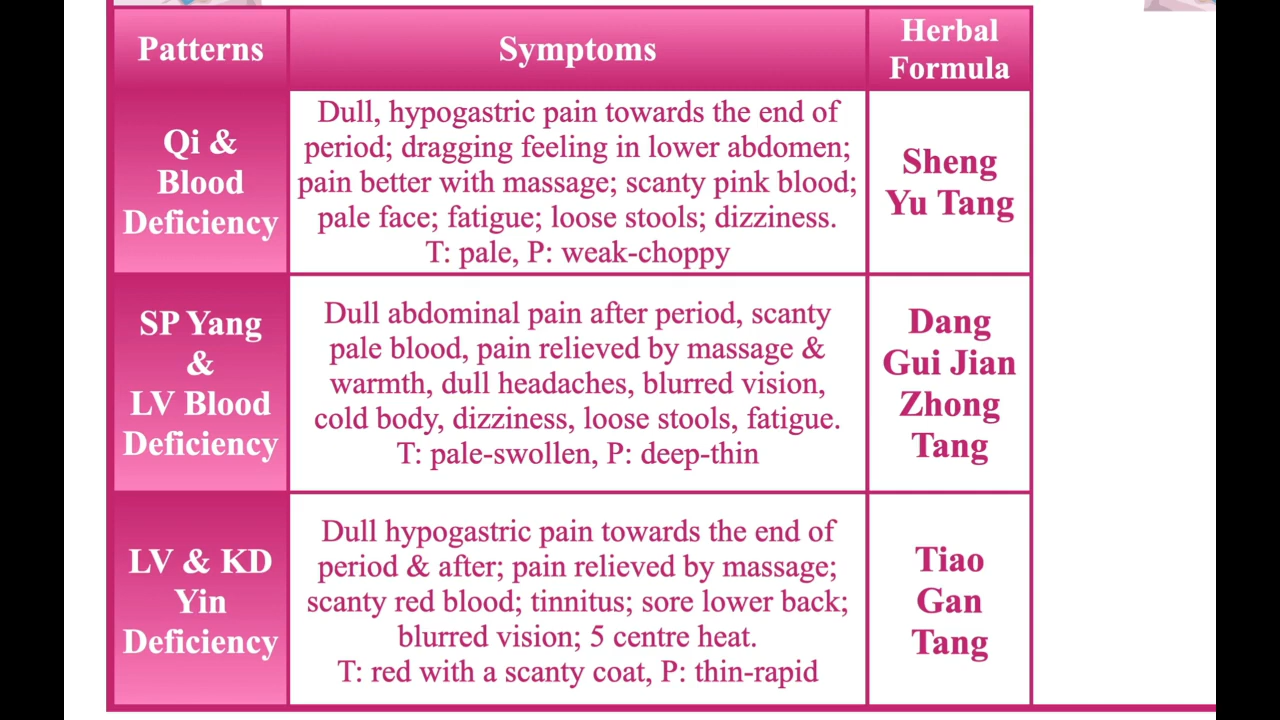 Patterns
Symptoms
Herbal
Formula
Qi &
Blood
Deficiency
Dull, hypogastric pain towards the end of
period; dragging feeling in lower abdomen;
pain better with massage; scanty pink blood;
pale face; fatigue; loose stools; dizziness.
T: pale, P: weak-choppy
Sheng
Yu Tang
SP Yang
&
LV Blood
Deficiency
Dull abdominal pain after period, scanty
pale blood, pain relieved by massage &
warmth, dull headaches, blurred vision,
cold body, dizziness, loose stools, fatigue.
T: pale-swollen, P: deep-thin
Dang
Gui Jian
Zhong
Tang
LV & KD
Yin
Deficiency
Dull hypogastric pain towards the end of
period & after; pain relieved by massage;
scanty red blood; tinnitus; sore lower back;
blurred vision; 5 centre heat.
T: red with a scanty coat, P: thin-rapid
Tiao
Gan
Tang